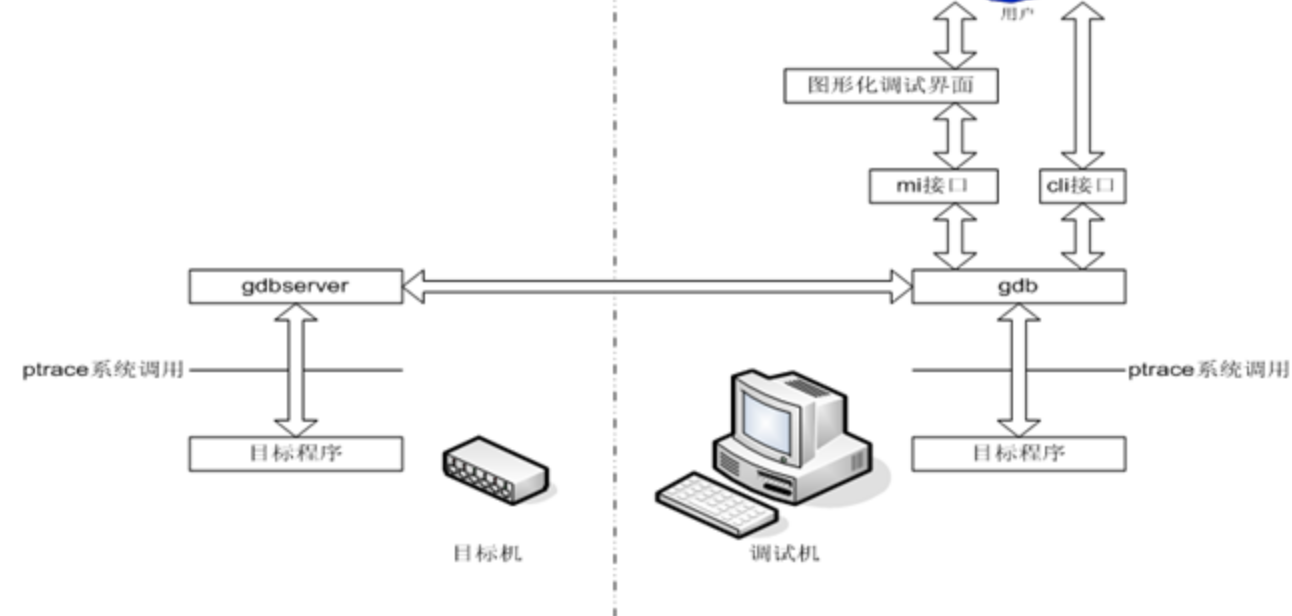 用户
图形化调试界面
mi接口
cli接口
gdbserver
gdb
ptrace系统调用
ptrace系统调用
目标程序
目标程序
目标机
调试机